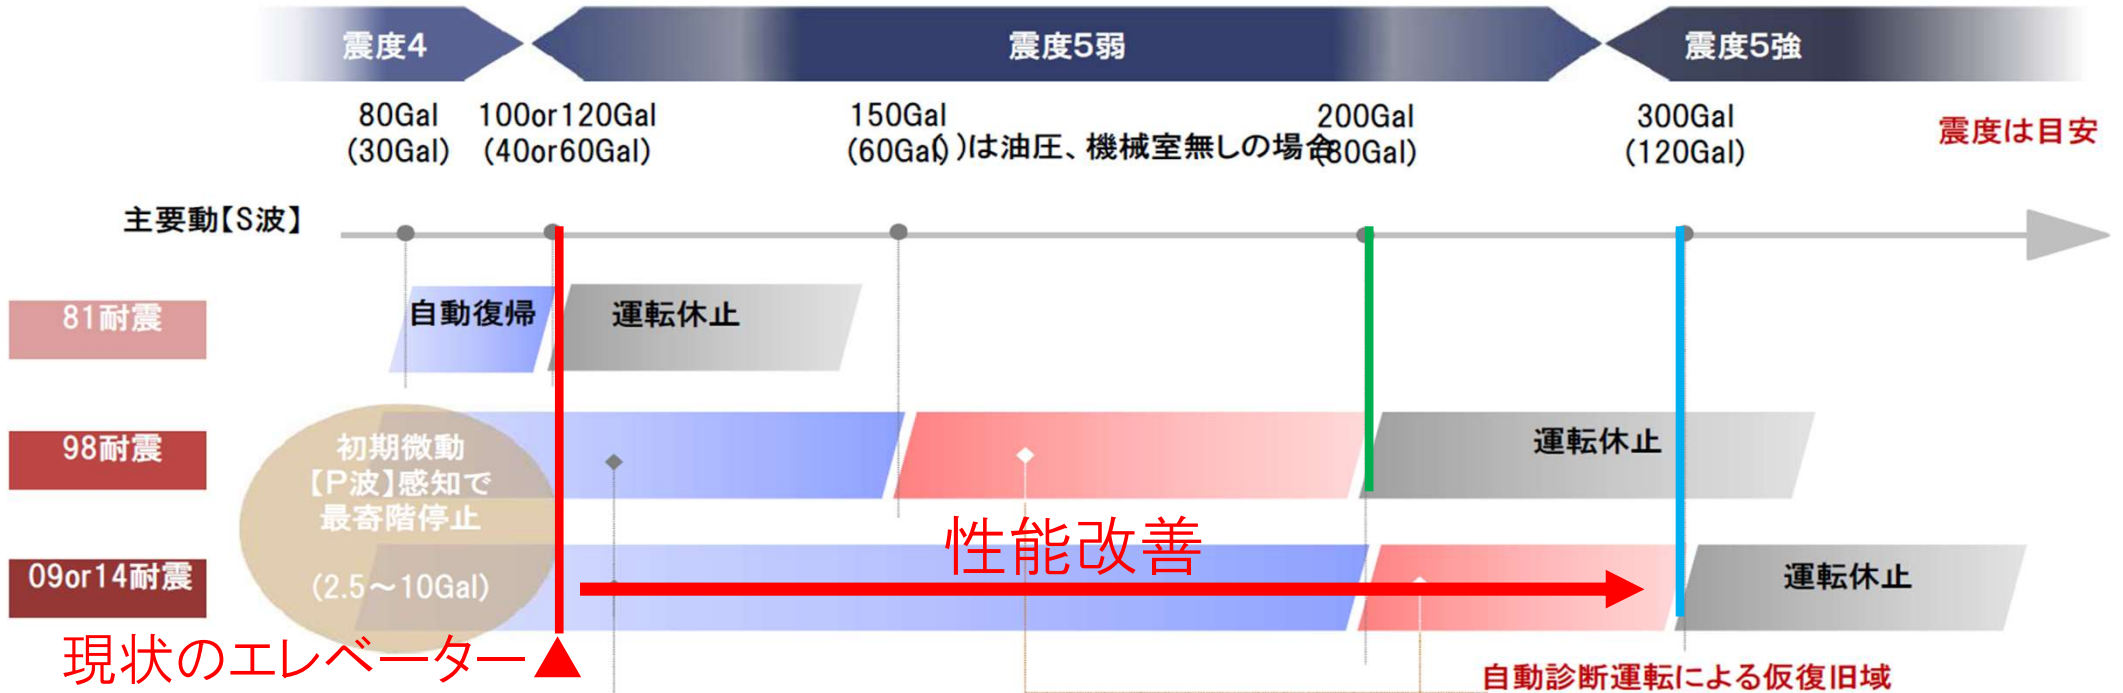 震度4
震度5弱
震度5強
80Gal
(30Gal)
100or120Gal
(40or60Gal)
150Gal
(60Gal)
( )は油圧、機械室無しの場合
200Gal
(80Gal)
300Gal
(120Gal)
震度は目安
主要動【S波】
81耐震
自動復帰
運転休止
98耐震
初期微動
【P波】感知で
最寄階停止
(2.5～10Gal)
運転休止
性能改善
09or14耐震
運転休止
現状のエレベーター▲
自動診断運転による仮復旧域